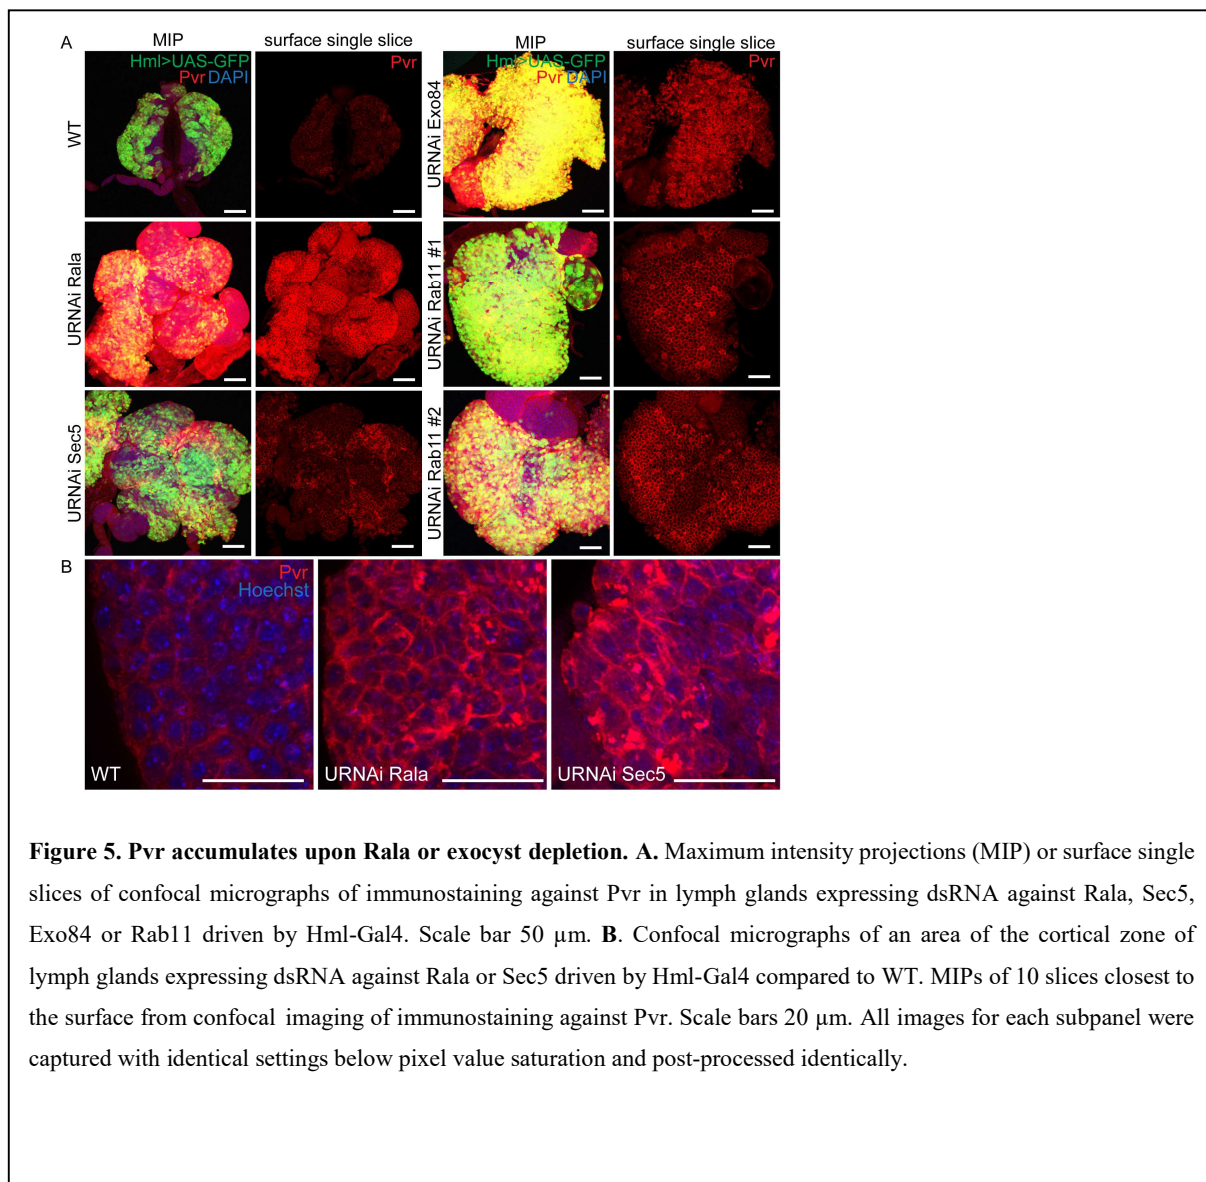 A
MIP
surface single slice
MIP
surface single slice
Hml>UAS-GFP
Pvr DAPI
Pvr
Hml>UAS-GFP
Pvr DAPI
Pvr
WT
URNAi Exo84
URNAi Rala
URNAi Rab11 #1
URNAi Sec5
URNAi Rab11 #2
B
Pvr
Hoechst
WT
URNAi Rala
URNAi Sec5
Figure 5. Pvr accumulates upon Rala or exocyst depletion. A. Maximum intensity projections (MIP) or surface single
slices of confocal micrographs of immunostaining against Pvr in lymph glands expressing dsRNA against Rala, Sec5,
Exo84 or Rab11 driven by Hml-Gal4. Scale bar 50 µm. B. Confocal micrographs of an area of the cortical zone of
lymph glands expressing dsRNA against Rala or Sec5 driven by Hml-Gal4 compared to WT. MIPs of 10 slices closest to
the surface from confocal imaging of immunostaining against Pvr. Scale bars 20 µm. All images for each subpanel were
captured with identical settings below pixel value saturation and post-processed identically.